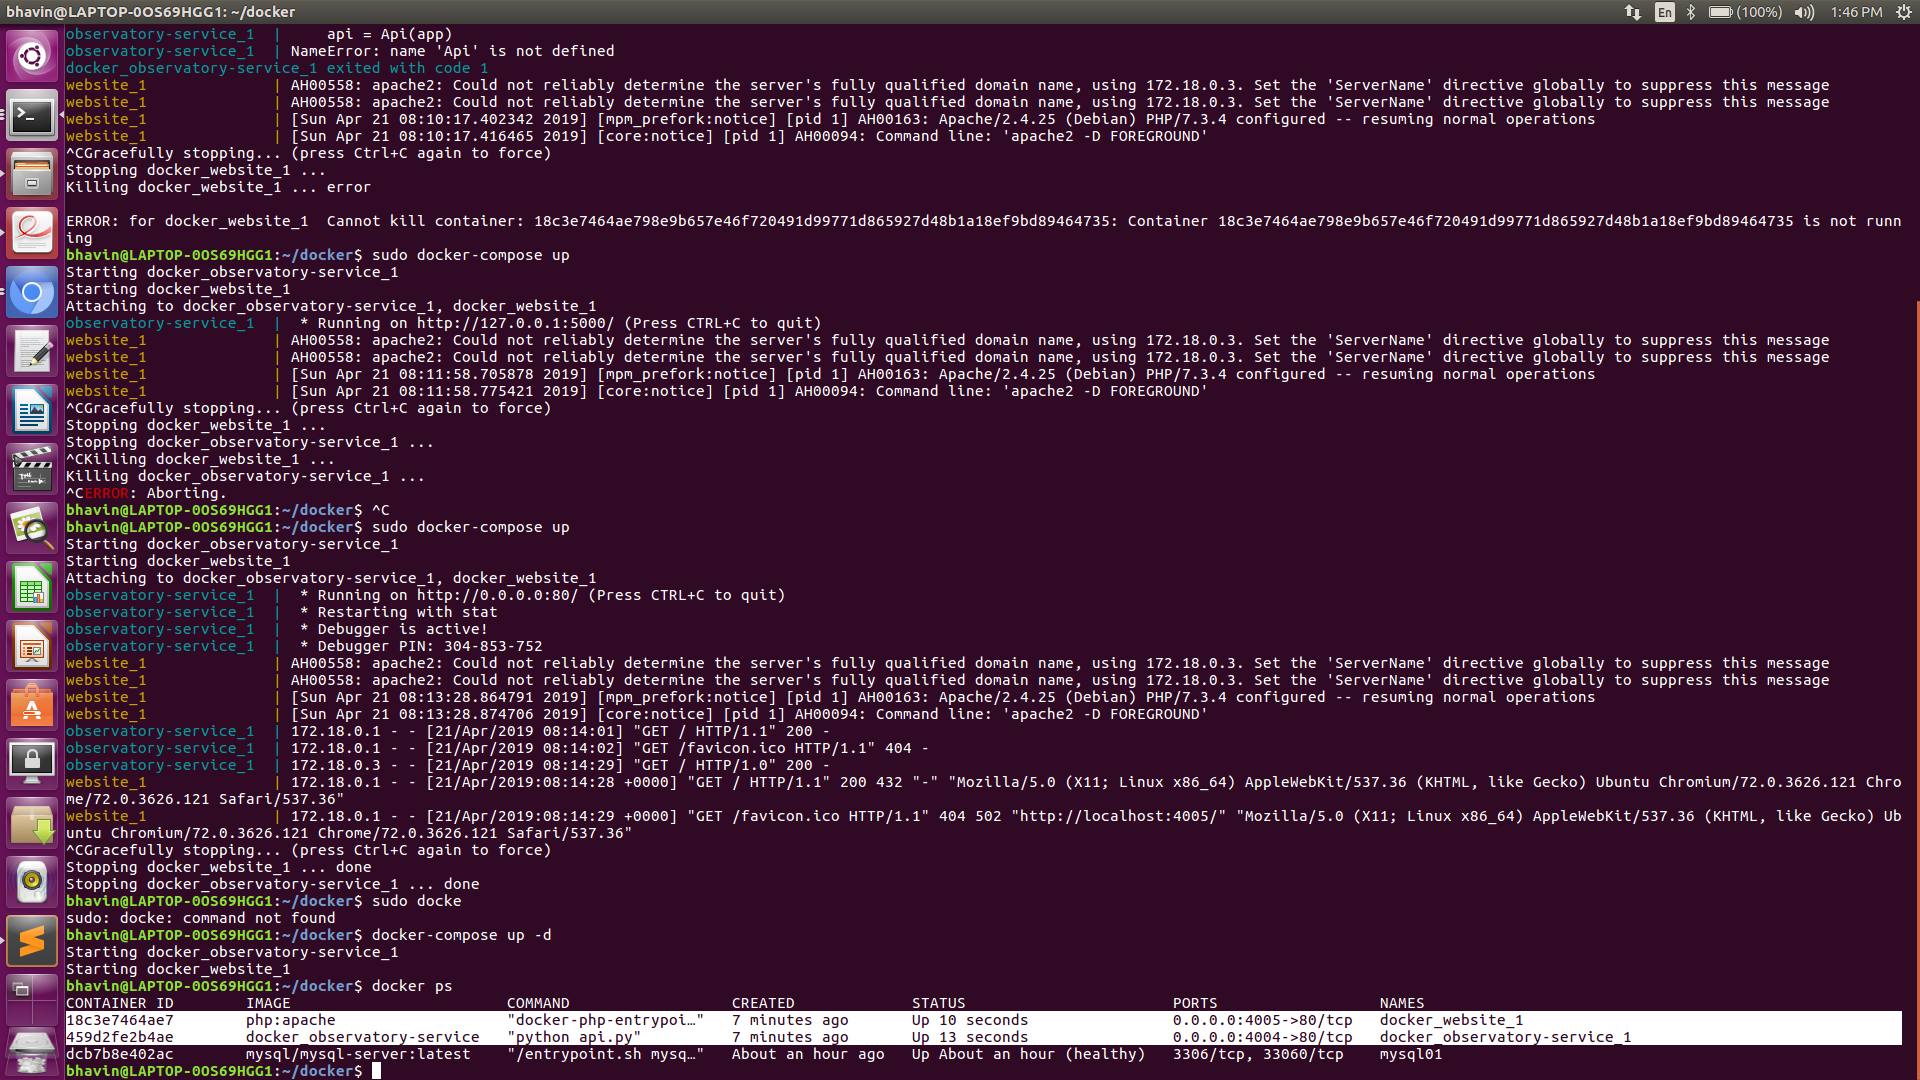 bhavin@LAPTOP-0OS69HGG1: ~/docker
En
(100%)
1:46 PM
observatory-service_1  |     api = Api(app)
observatory-service_1  | NameError: name 'Api' is not defined
docker_observatory-service_1 exited with code 1
website_1              | AH00558: apache2: Could not reliably determine the server's fully qualified domain name, using 172.18.0.3. Set the 'ServerName' directive globally to suppress this message
website_1              | AH00558: apache2: Could not reliably determine the server's fully qualified domain name, using 172.18.0.3. Set the 'ServerName' directive globally to suppress this message
website_1              | [Sun Apr 21 08:10:17.402342 2019] [mpm_prefork:notice] [pid 1] AH00163: Apache/2.4.25 (Debian) PHP/7.3.4 configured -- resuming normal operations
website_1              | [Sun Apr 21 08:10:17.416465 2019] [core:notice] [pid 1] AH00094: Command line: 'apache2 -D FOREGROUND'
^CGracefully stopping... (press Ctrl+C again to force)
Stopping docker_website_1 ...
Killing docker_website_1 ... error
ERROR: for docker_website_1  Cannot kill container: 18c3e7464ae798e9b657e46f720491d99771d865927d48b1a18ef9bd89464735: Container 18c3e7464ae798e9b657e46f720491d99771d865927d48b1a18ef9bd89464735 is not runn
ing
bhavin@LAPTOP-0OS69HGG1:~/docker$ sudo docker-compose up
Starting docker_observatory-service_1
Starting docker_website_1
Attaching to docker_observatory-service_1, docker_website_1
observatory-service_1  |  * Running on http://127.0.0.1:5000/ (Press CTRL+C to quit)
website_1              | AH00558: apache2: Could not reliably determine the server's fully qualified domain name, using 172.18.0.3. Set the 'ServerName' directive globally to suppress this message
website_1              | AH00558: apache2: Could not reliably determine the server's fully qualified domain name, using 172.18.0.3. Set the 'ServerName' directive globally to suppress this message
website_1              | [Sun Apr 21 08:11:58.705878 2019] [mpm_prefork:notice] [pid 1] AH00163: Apache/2.4.25 (Debian) PHP/7.3.4 configured -- resuming normal operations
website_1              | [Sun Apr 21 08:11:58.775421 2019] [core:notice] [pid 1] AH00094: Command line: 'apache2 -D FOREGROUND'
^CGracefully stopping... (press Ctrl+C again to force)
Stopping docker_website_1 ...
Stopping docker_observatory-service_1 ...
^CKilling docker_website_1 ...
Killing docker_observatory-service_1 ...
^CERROR: Aborting.
bhavin@LAPTOP-0OS69HGG1:~/docker$ ^C
bhavin@LAPTOP-0OS69HGG1:~/docker$ sudo docker-compose up
Starting docker_observatory-service_1
Starting docker_website_1
Attaching to docker_observatory-service_1, docker_website_1
observatory-service_1  |  * Running on http://0.0.0.0:80/ (Press CTRL+C to quit)
observatory-service_1  |  * Restarting with stat
observatory-service_1  |  * Debugger is active!
observatory-service_1  |  * Debugger PIN: 304-853-752
website_1              | AH00558: apache2: Could not reliably determine the server's fully qualified domain name, using 172.18.0.3. Set the 'ServerName' directive globally to suppress this message
website_1              | AH00558: apache2: Could not reliably determine the server's fully qualified domain name, using 172.18.0.3. Set the 'ServerName' directive globally to suppress this message
website_1              | [Sun Apr 21 08:13:28.864791 2019] [mpm_prefork:notice] [pid 1] AH00163: Apache/2.4.25 (Debian) PHP/7.3.4 configured -- resuming normal operations
website_1              | [Sun Apr 21 08:13:28.874706 2019] [core:notice] [pid 1] AH00094: Command line: 'apache2 -D FOREGROUND'
observatory-service_1  | 172.18.0.1 - - [21/Apr/2019 08:14:01] "GET / HTTP/1.1" 200 -
observatory-service_1  | 172.18.0.1 - - [21/Apr/2019 08:14:02] "GET /favicon.ico HTTP/1.1" 404 -
observatory-service_1  | 172.18.0.3 - - [21/Apr/2019 08:14:29] "GET / HTTP/1.0" 200 -
website_1              | 172.18.0.1 - - [21/Apr/2019:08:14:28 +0000] "GET / HTTP/1.1" 200 432 "-" "Mozilla/5.0 (X11; Linux x86_64) AppleWebKit/537.36 (KHTML, like Gecko) Ubuntu Chromium/72.0.3626.121 Chro
me/72.0.3626.121 Safari/537.36"
website_1              | 172.18.0.1 - - [21/Apr/2019:08:14:29 +0000] "GET /favicon.ico HTTP/1.1" 404 502 "http://localhost:4005/" "Mozilla/5.0 (X11; Linux x86_64) AppleWebKit/537.36 (KHTML, like Gecko) Ub
untu Chromium/72.0.3626.121 Chrome/72.0.3626.121 Safari/537.36"
^CGracefully stopping... (press Ctrl+C again to force)
Stopping docker_website_1 ... done
Stopping docker_observatory-service_1 ... done
bhavin@LAPTOP-0OS69HGG1:~/docker$ sudo docke
sudo: docke: command not found
bhavin@LAPTOP-0OS69HGG1:~/docker$ docker-compose up -d
Starting docker_observatory-service_1
Starting docker_website_1
bhavin@LAPTOP-0OS69HGG1:~/docker$ docker ps
CONTAINER ID        IMAGE                        COMMAND                  CREATED             STATUS                       PORTS                  NAMES
18c3e7464ae7        php:apache                   "docker-php-entrypoi…"   7 minutes ago       Up 10 seconds                0.0.0.0:4005->80/tcp   docker_website_1
459d2fe2b4ae        docker_observatory-service   "python api.py"          7 minutes ago       Up 13 seconds                0.0.0.0:4004->80/tcp   docker_observatory-service_1
dcb7b8e402ac        mysql/mysql-server:latest    "/entrypoint.sh mysq…"   About an hour ago   Up About an hour (healthy)   3306/tcp, 33060/tcp    mysql01
bhavin@LAPTOP-0OS69HGG1:~/docker$